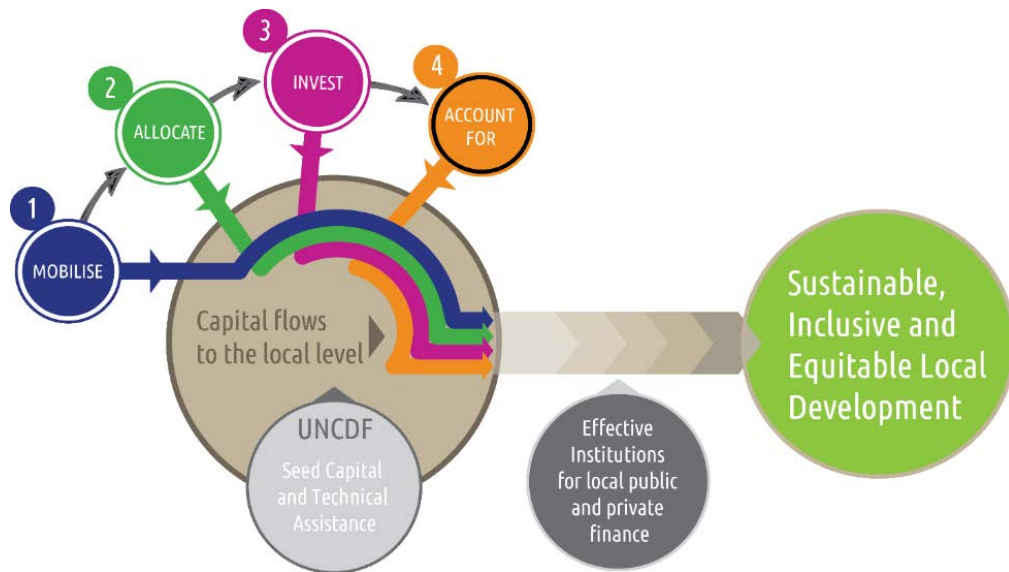 1
MOBILISE
2
ALLOCATE
3
INVEST
4
ACCOUNT
FOR
Capital flows
to the local level
UNCDF
Seed Capital
and Technical
Assistance
Effective
Institutions
for local public
and private
finance
Sustainable,
Inclusive and
Equitable Local
Development